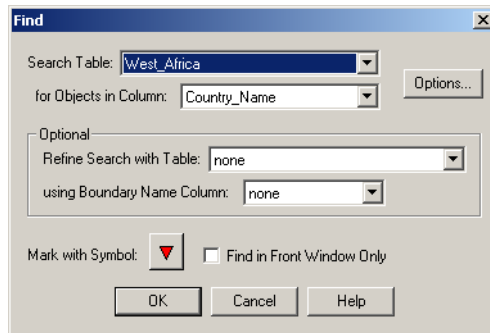 Find
Search Table: West_Africa
for Objects in Column: Country_Name
Options...
Optional
Refine Search with Table: none
using Boundary Name Column: none
Mark with Symbol:
Find in Front Window Only
OK Cancel Help